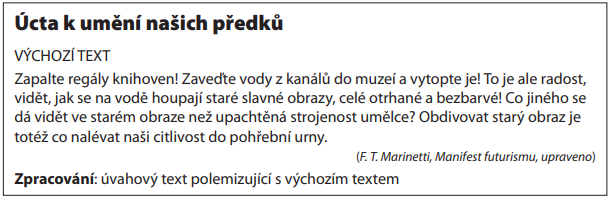 Úcta k umění našich předků
VÝCHOZÍ TEXT
Zapalte regály knihoven! Zaveďte vody z kanálů do muzeí a vytopte je! To je ale radost,
vidět, jak se na vodě houpají staré slavné obrazy, celé otrhané a bezbarvé! Co jiného se
dá vidět ve starém obraze než upachtěná strojenost umělce? Obdivovat starý obraz je
totéž co nalévat naši citlivost do pohřební urny.
(F. T. Marinetti, Manifest futurismu, upraveno)
Zpracování: úvahový text polemizující s výchozím textem